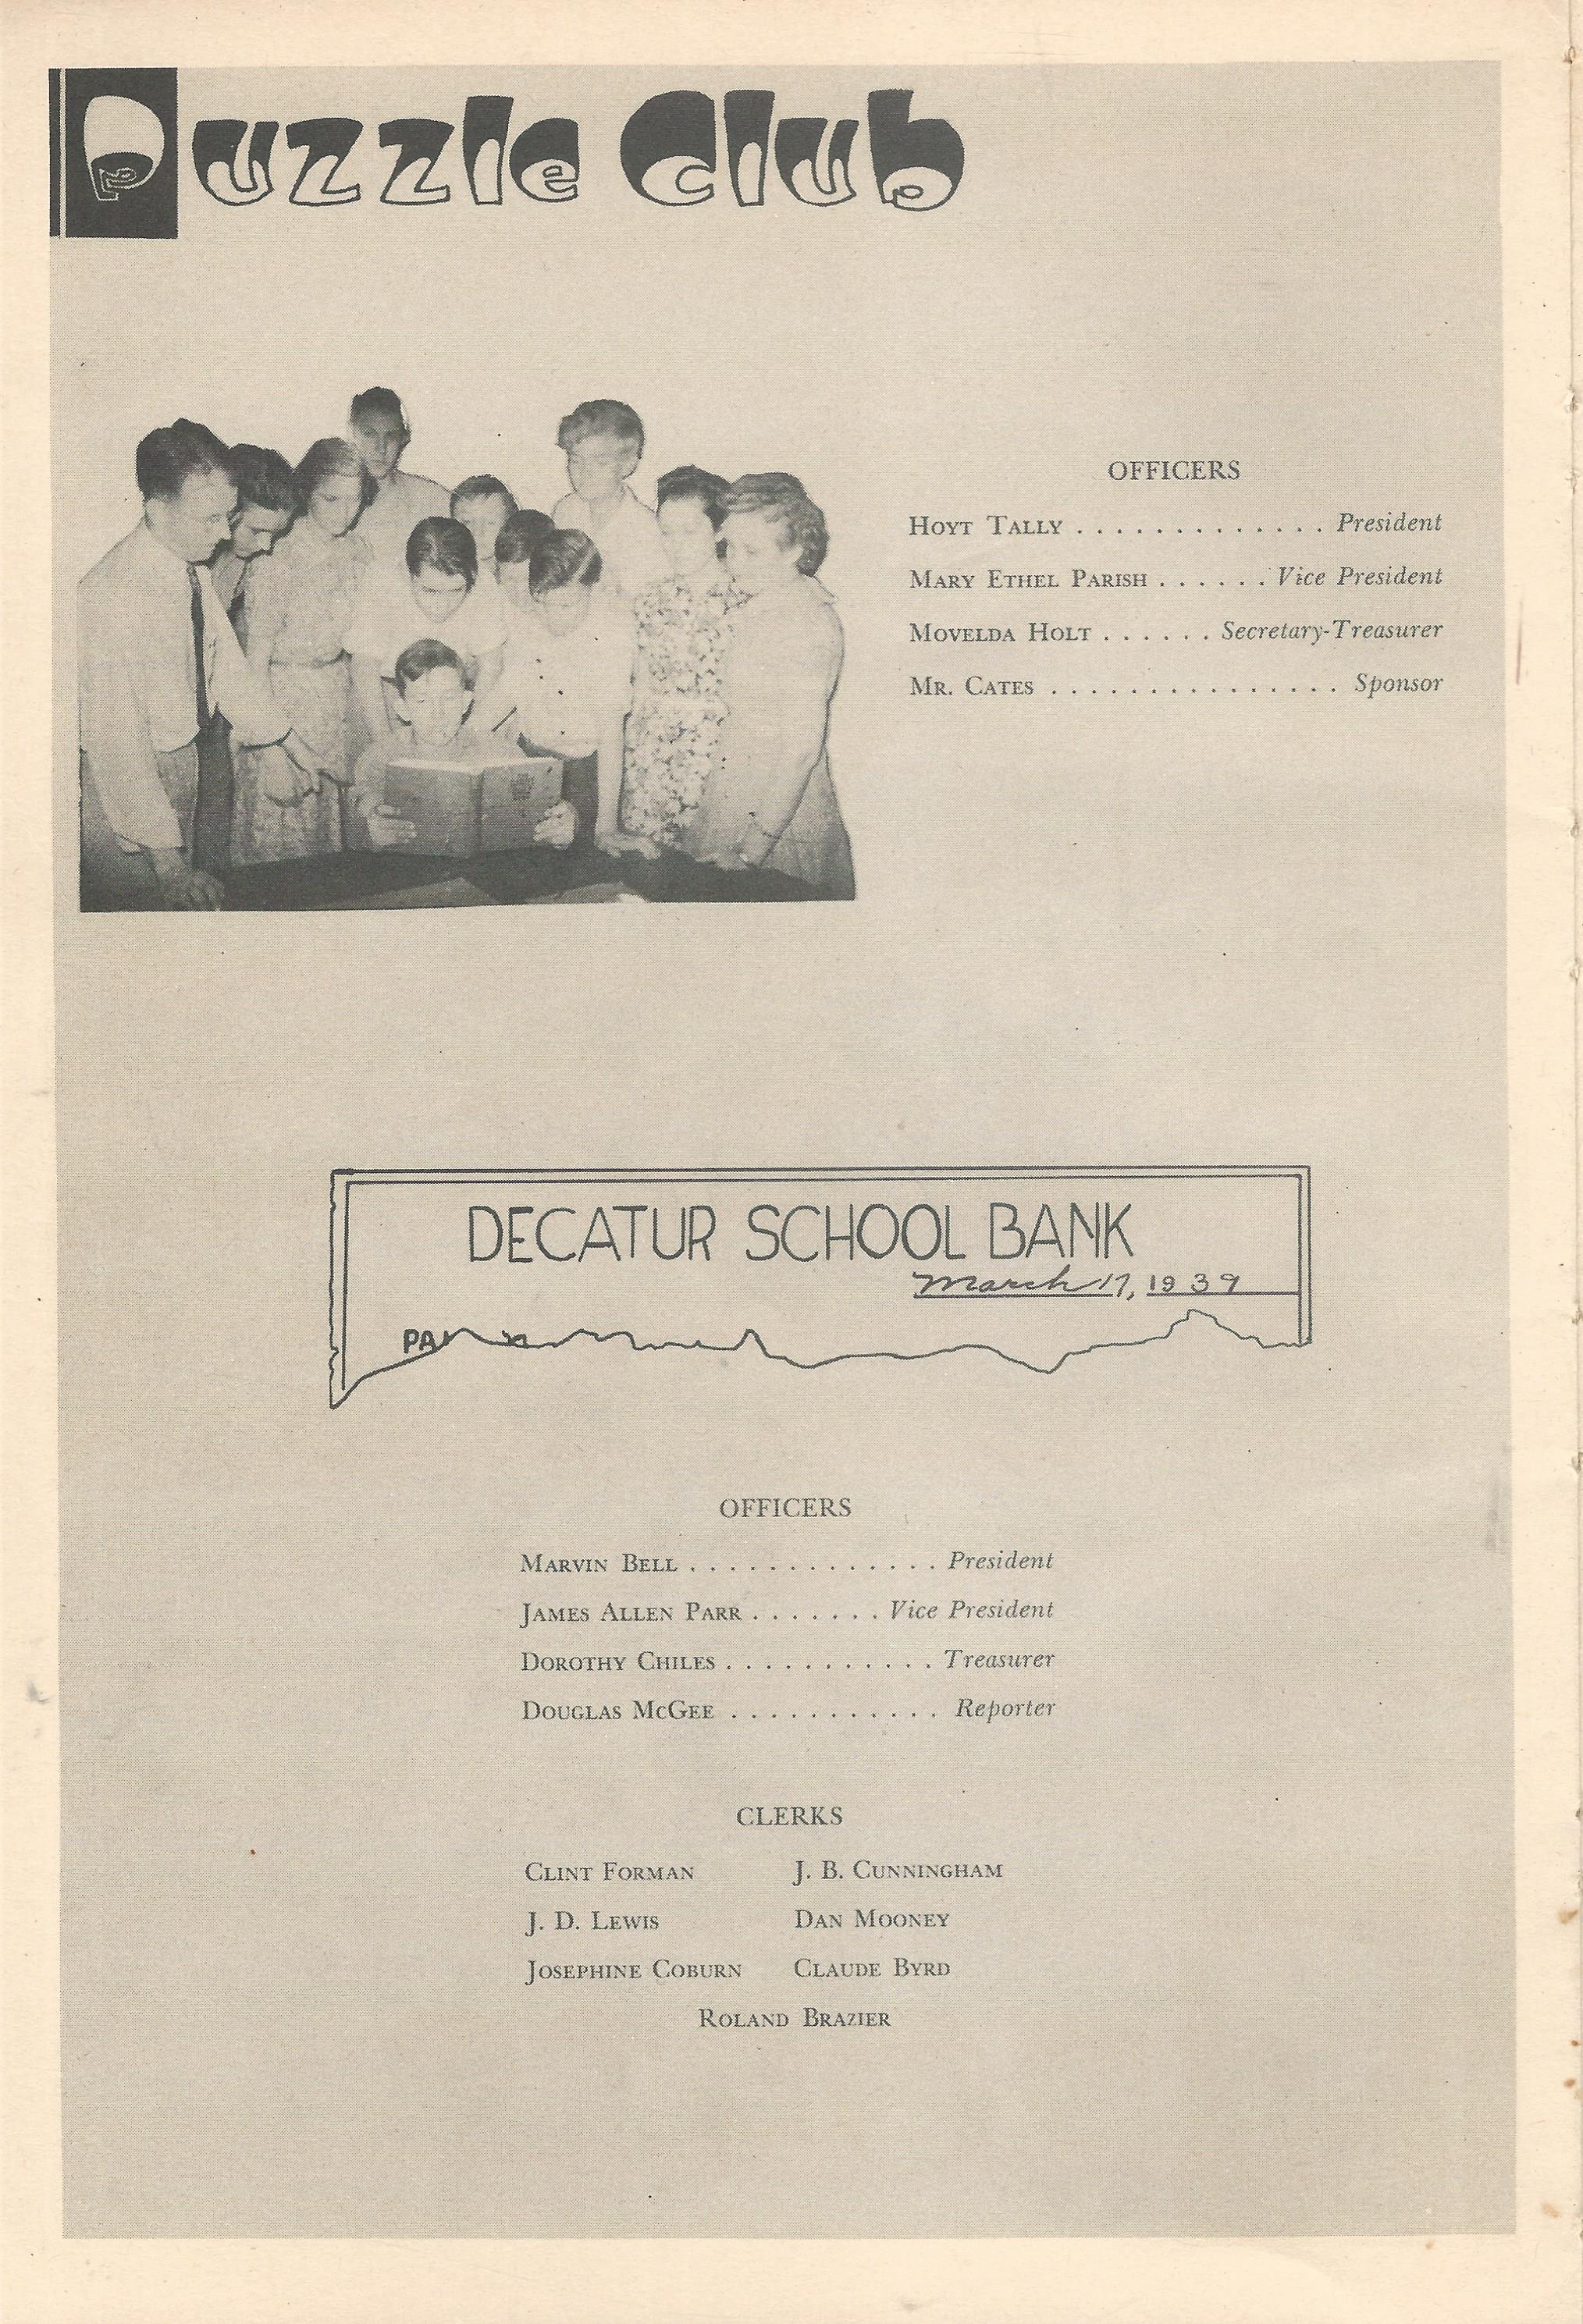 Puzzle Club
OFFICERS
HOYT TALLY . . . . . . . . . . . . . President
MARY ETHEL PARISH . . . . . . Vice President
MOVELDA HOLT . . . . . . Secretary-Treasurer
MR. CATES . . . . . . . . . . . . . . . Sponsor
DECATUR SCHOOL BANK
March 17, 1939
PAY
OFFICERS
MARVIN BELL . . . . . . . . . . . . . President
JAMES ALLEN PARR . . . . . . . Vice President
DOROTHY CHILES . . . . . . . . . . . Treasurer
DOUGLAS MCGEE . . . . . . . . . . . Reporter
CLERKS
CLINT FORMAN J. B. CUNNINGHAM
J. D. LEWIS DAN MOONEY
JOSEPHINE COBURN CLAUDE BYRD
ROLAND BRAZIER